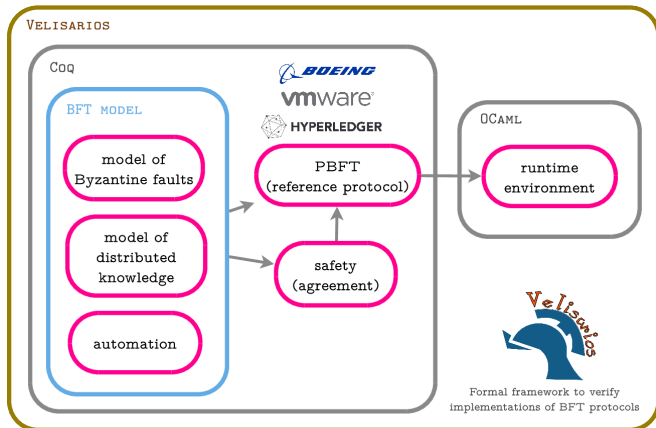 Velisarios
Coq
BFT model
model of
Byzantine faults
model of
distributed
knowledge
automation
BOEING
vmware®
HYPERLEDGER
PBFT
(reference protocol)
safety
(agreement)
OCaml
runtime
environment
Velisarios
Formal framework to verify
implementations of BFT protocols